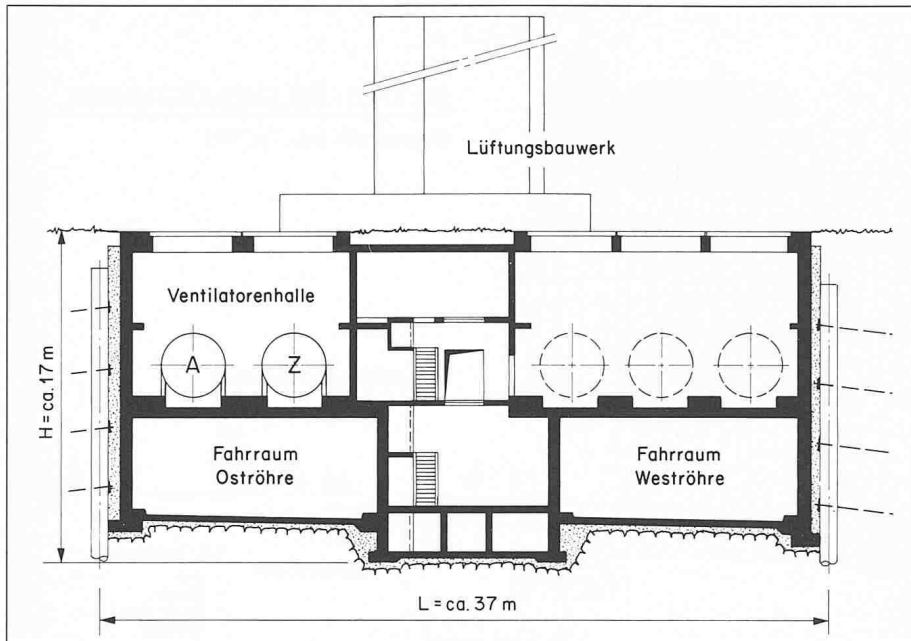 Lüftungsbauwerk
Ventilatorenhalle
A
Z
H = ca. 17 m
Fahrraum
Oströhre
Fahrraum
Weströhre
L = ca. 37 m